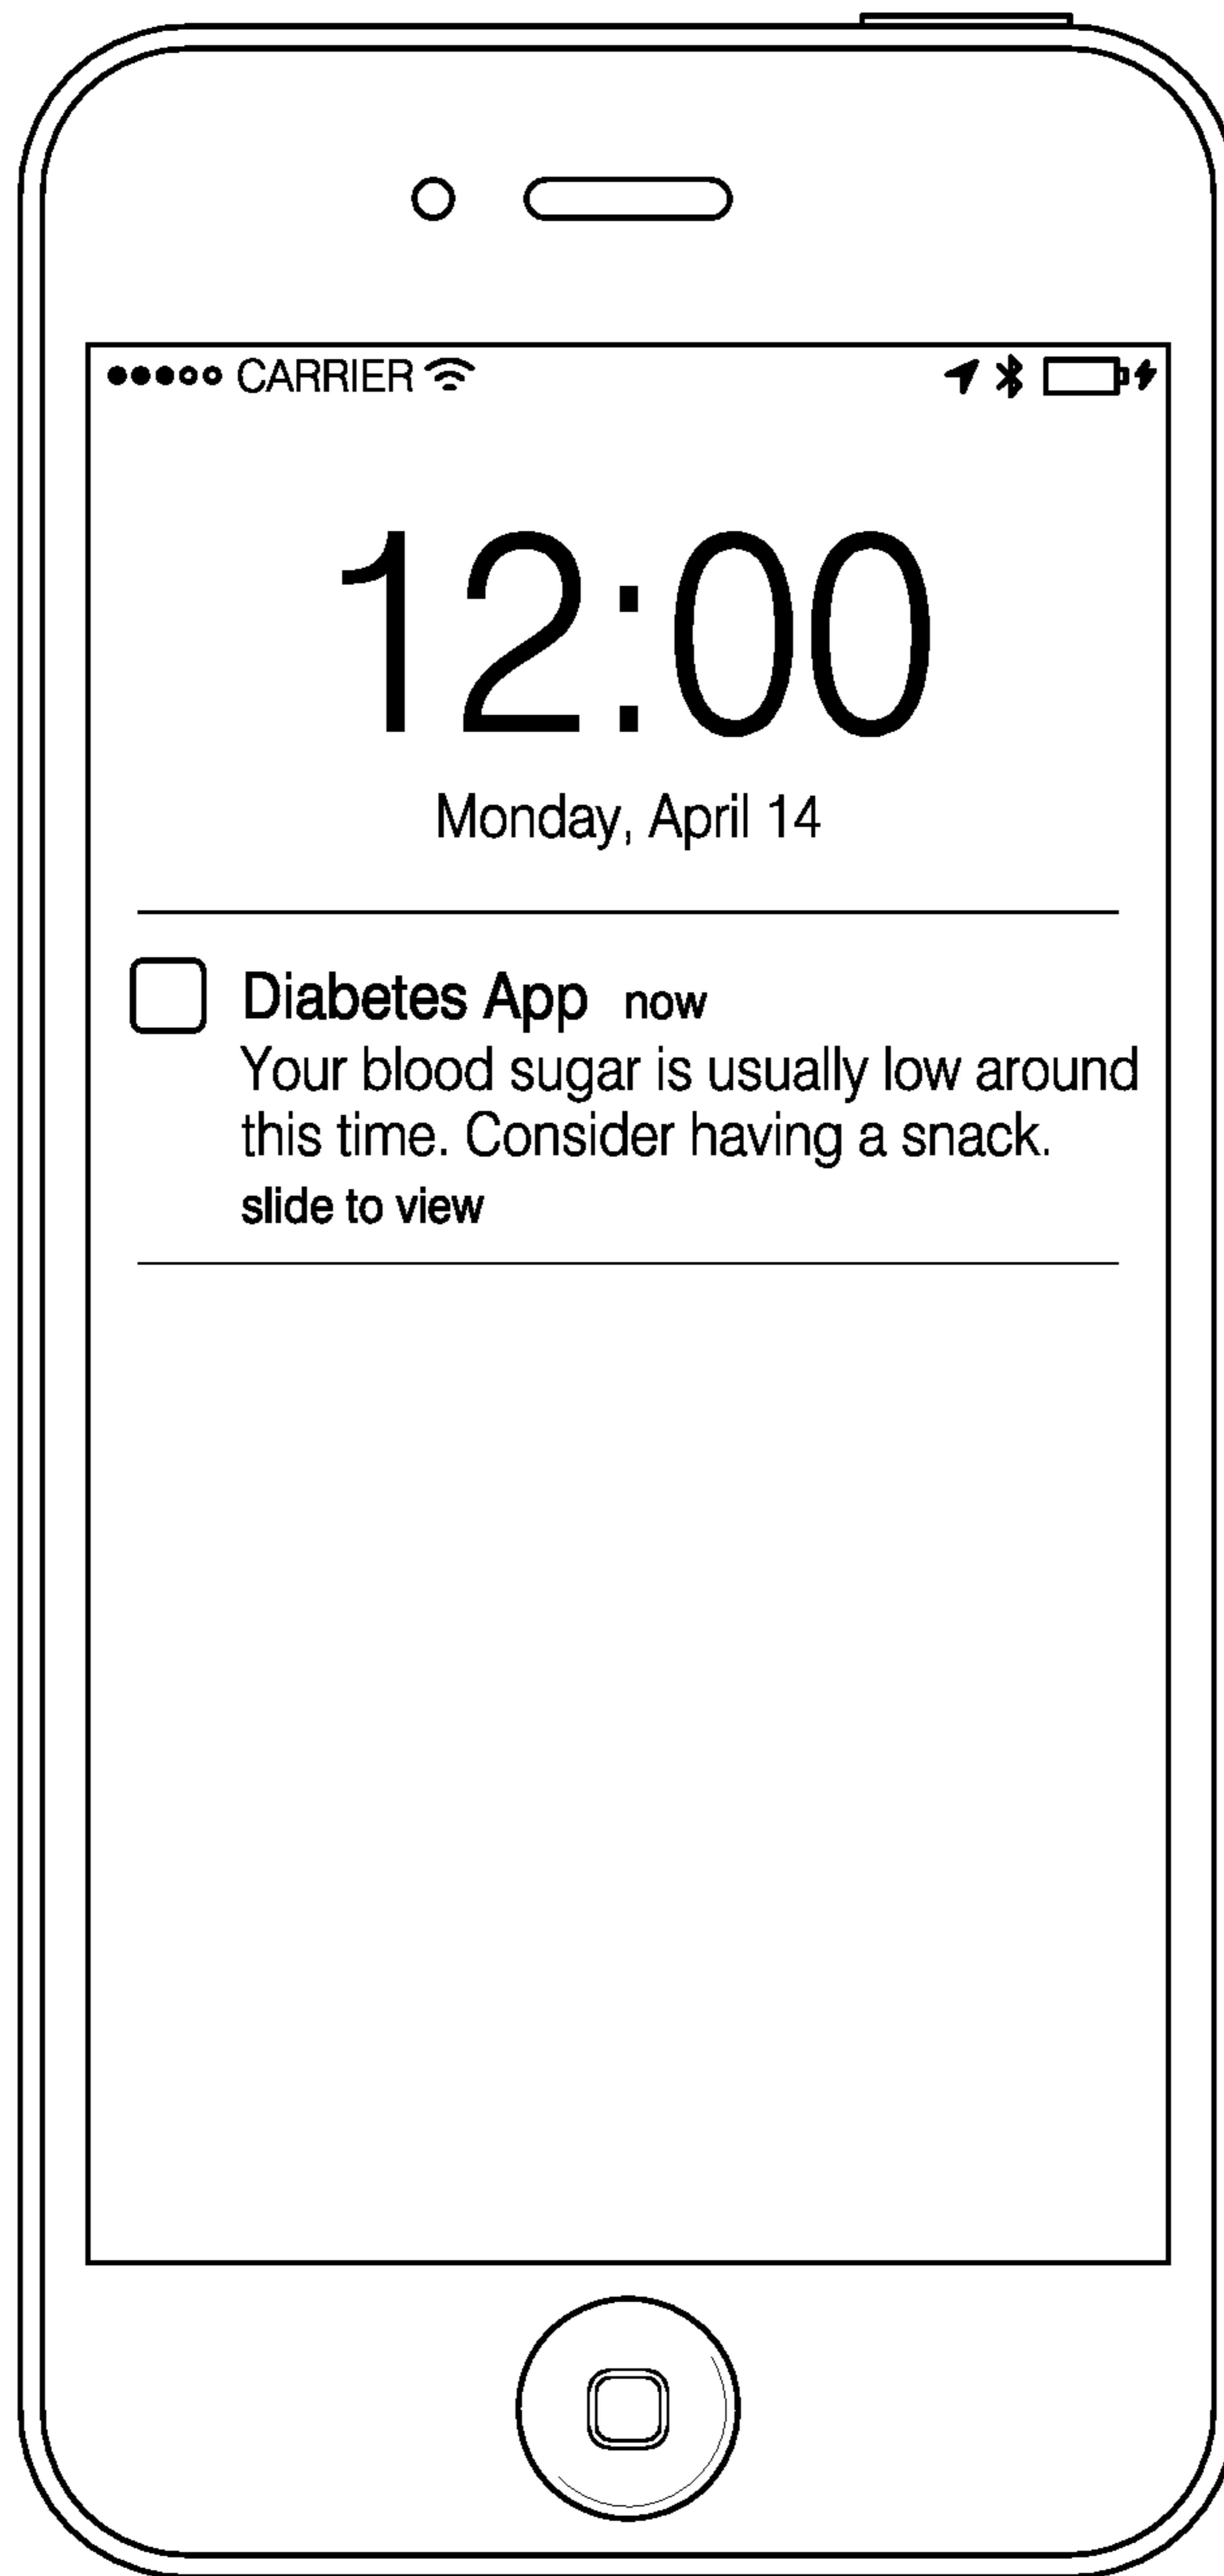 CARRIER
12:00
Monday, April 14
Diabetes App now
Your blood sugar is usually low around
this time. Consider having a snack.
slide to view